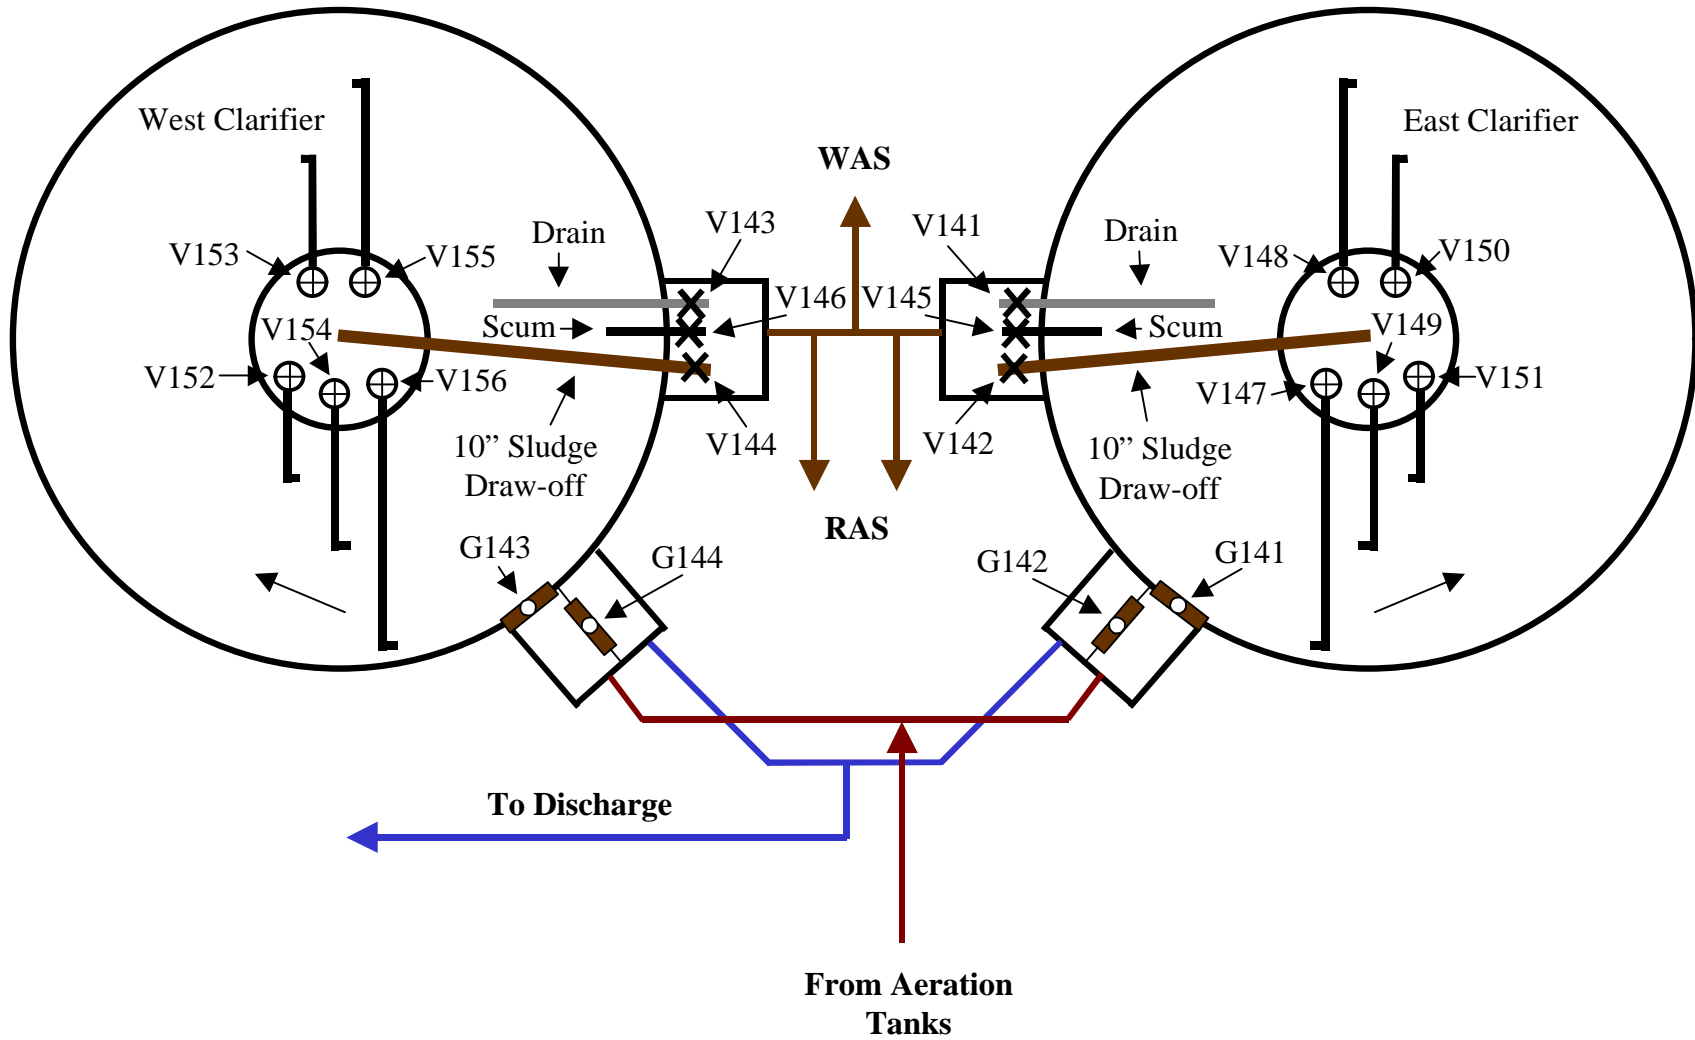 West Clarifier
East Clarifier
WAS
V143
V141
Drain
Drain
V153
V155
V148
V150
V146
V145
Scum
Scum
V154
V149
V152
V156
V147
V151
V144
V142
10” Sludge
Draw-off
10” Sludge
Draw-off
RAS
G143
G144
G142
G141
To Discharge
From Aeration
Tanks